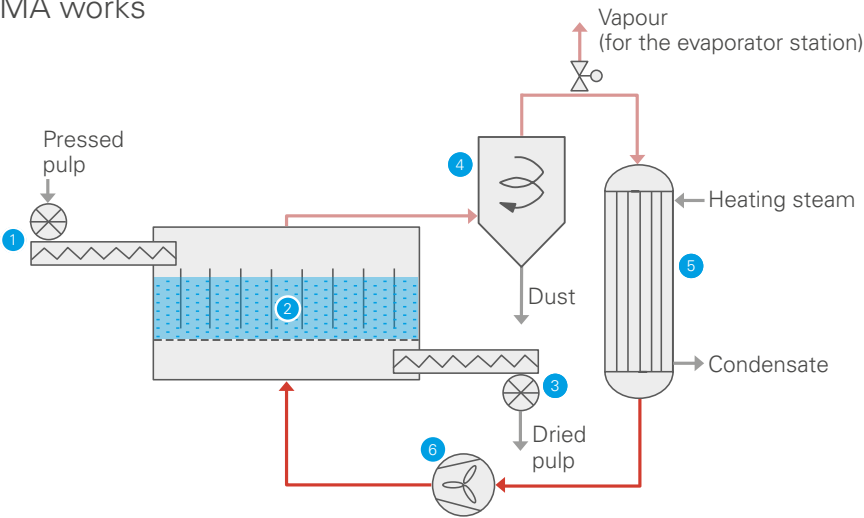 MA works
Vapour
(for the evaporator station)
Pressed
pulp
4
Heating steam
1
5
2
Dust
Condensate
3
Dried
pulp
6